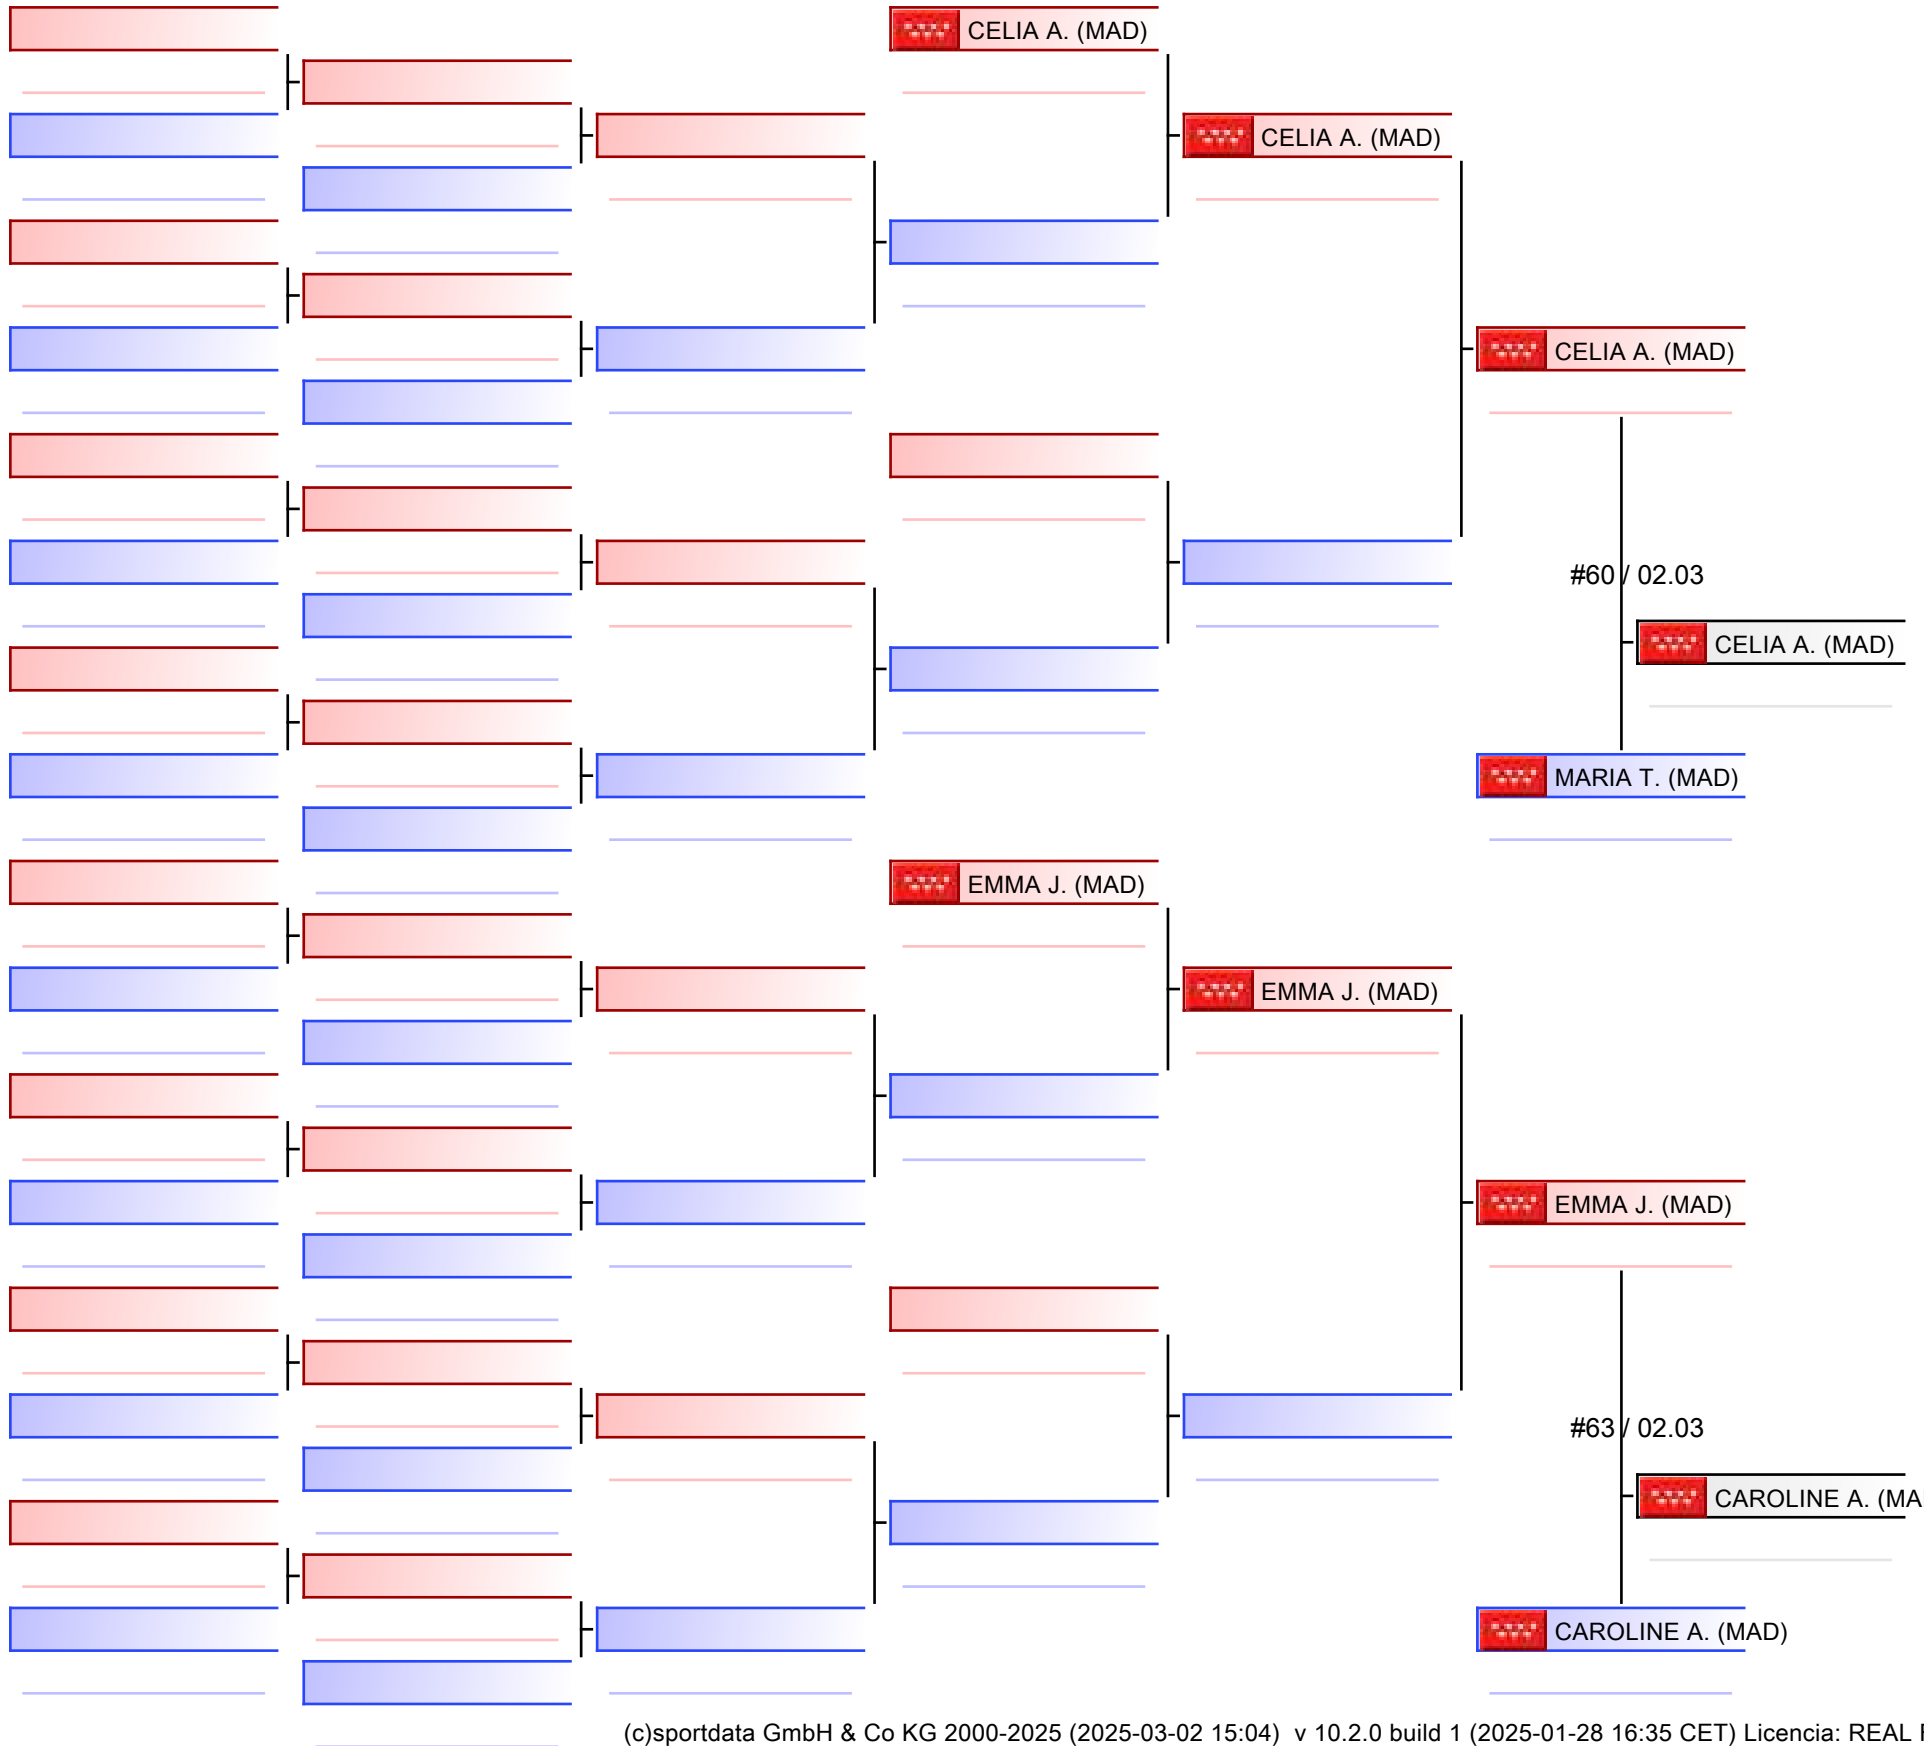 CELIA A. (MAD)
CELIA A. (MAD)
CELIA A. (MAD)
#60 / 02.03
CELIA A. (MAD)
MARIA T. (MAD)
EMMA J. (MAD)
EMMA J. (MAD)
EMMA J. (MAD)
#63 / 02.03
CAROLINE A. (MA
CAROLINE A. (MAD)
(c)sportdata GmbH & Co KG 2000-2025 (2025-03-02 15:04) v 10.2.0 build 1 (2025-01-28 16:35 CET) Licencia: REAL